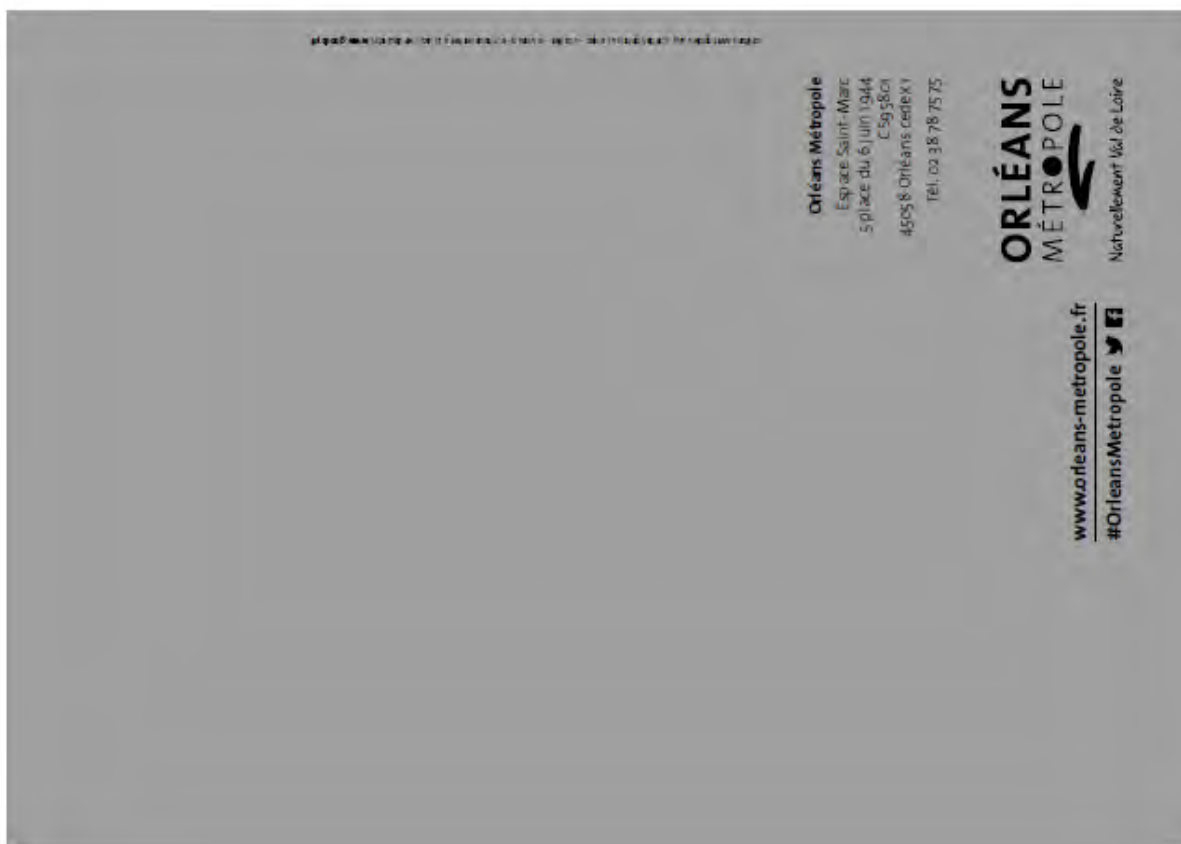 Orléans Métropole
Espace Saint-Marc
5 place du 6 juin 1944
CS 95801
45058 Orléans cedex 1
Tél. 02 38 78 75 75
ORLÉANS
MÉTROPOLE
Naturellement Val de Loire
www.orleans-metropole.fr
#OrleansMetropole